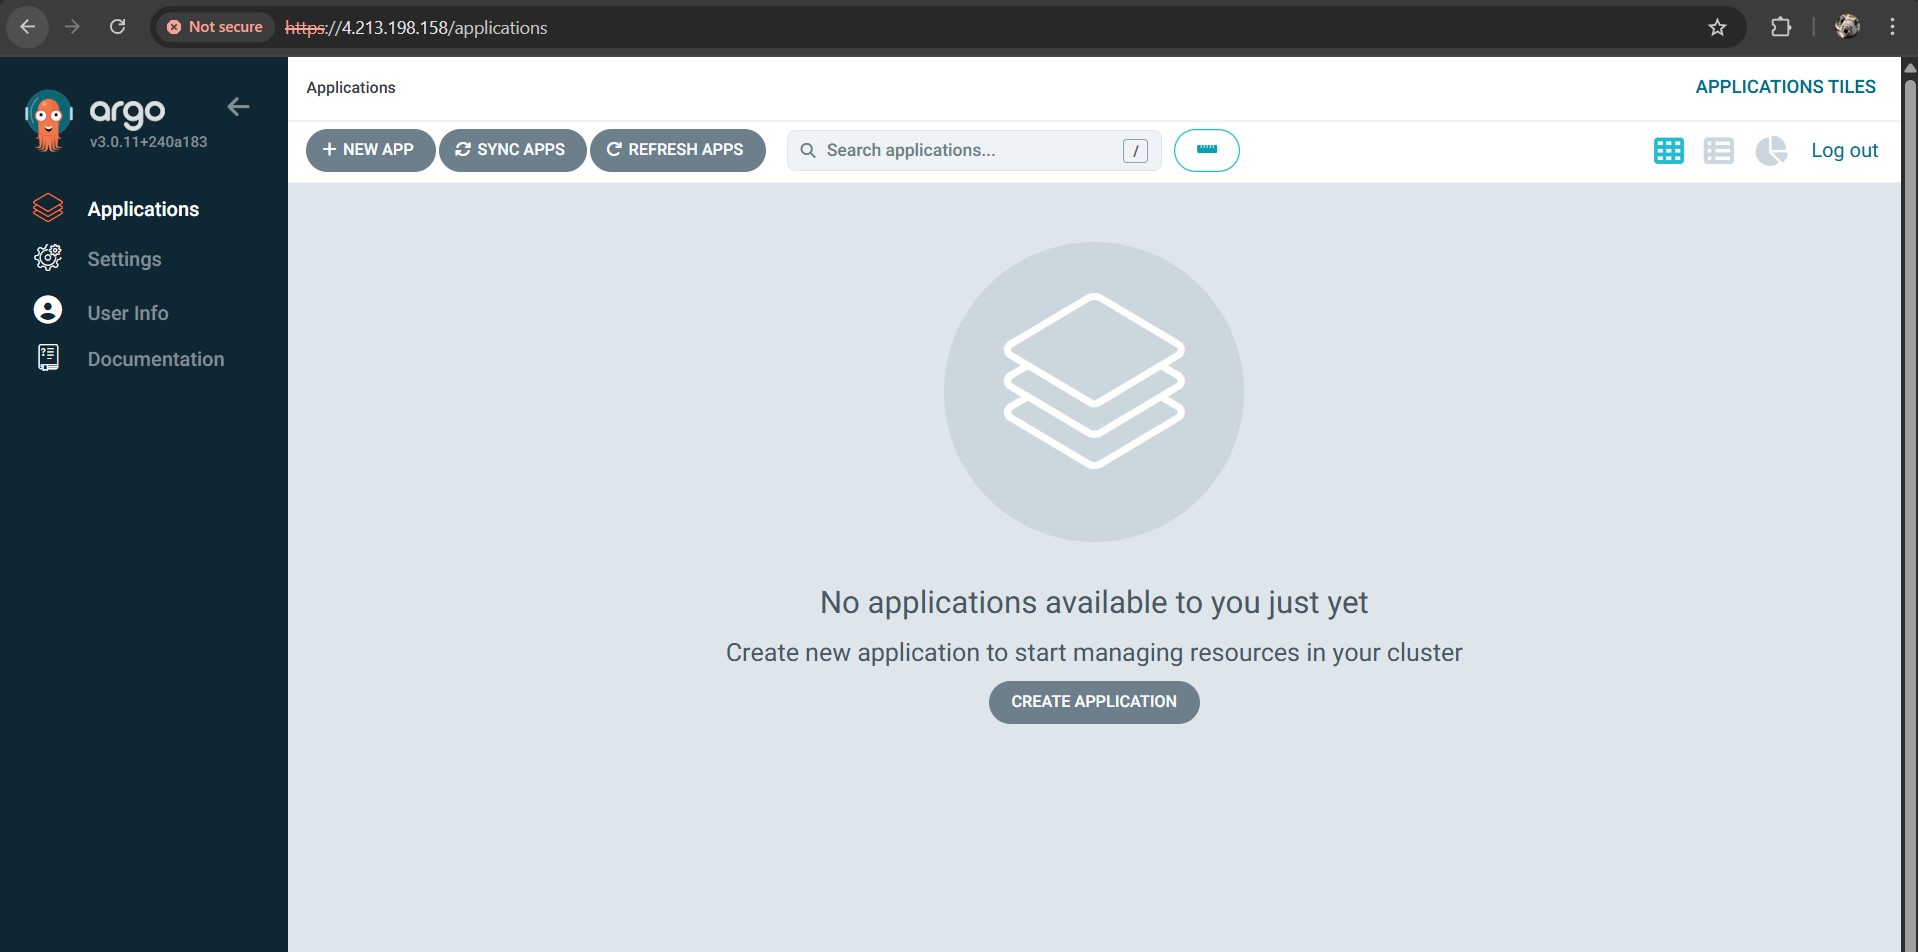 Not secure https://4.213.198.158/applications
argo
v3.0.11+240a183
Applications
Settings
User Info
Documentation
Applications
APPLICATIONS TILES
+ NEW APP SYNC APPS REFRESH APPS Search applications... / Log out
No applications available to you just yet
Create new application to start managing resources in your cluster
CREATE APPLICATION